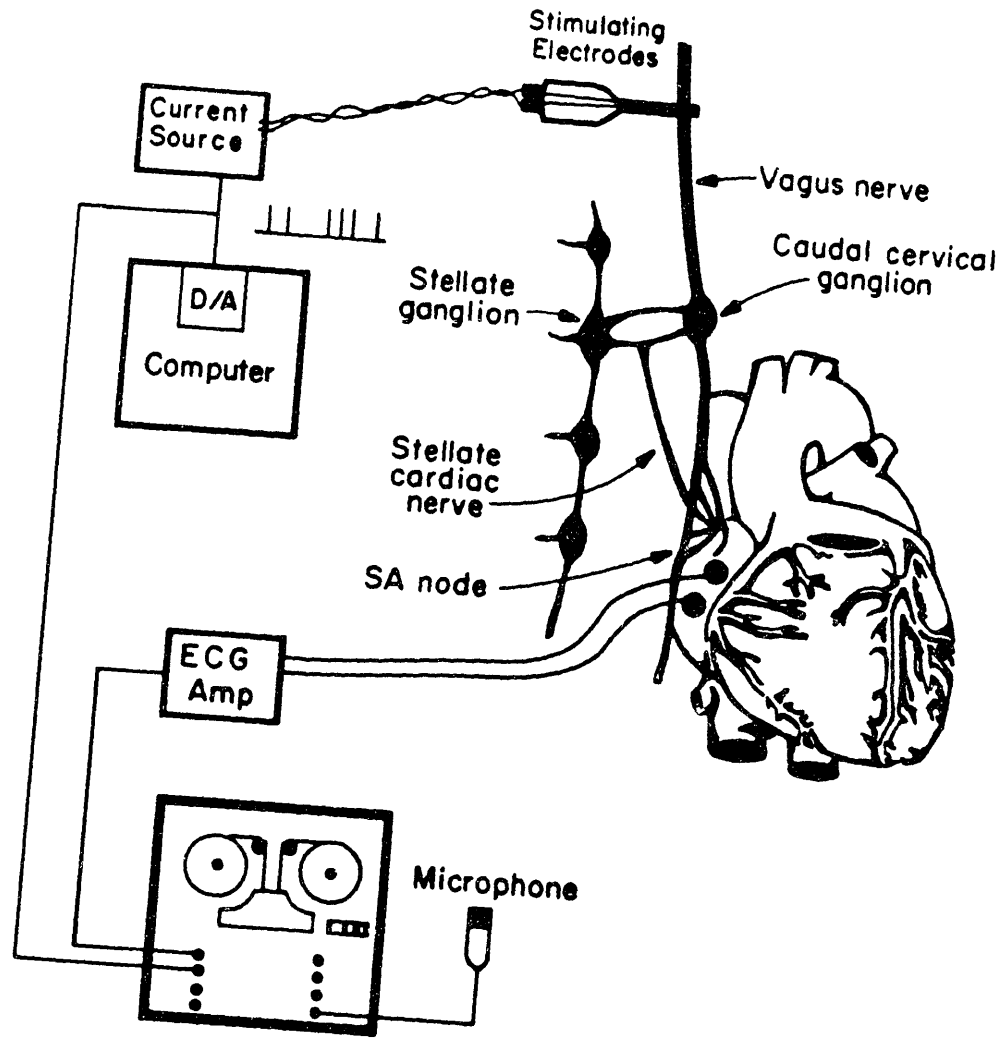 Stimulating
Electrodes
Current
Source
Vagus nerve
Caudal cervical
ganglion
Stellate
ganglion
D/A
Computer
Stellate
cardiac
nerve
SA node
ECG
Amp
Microphone